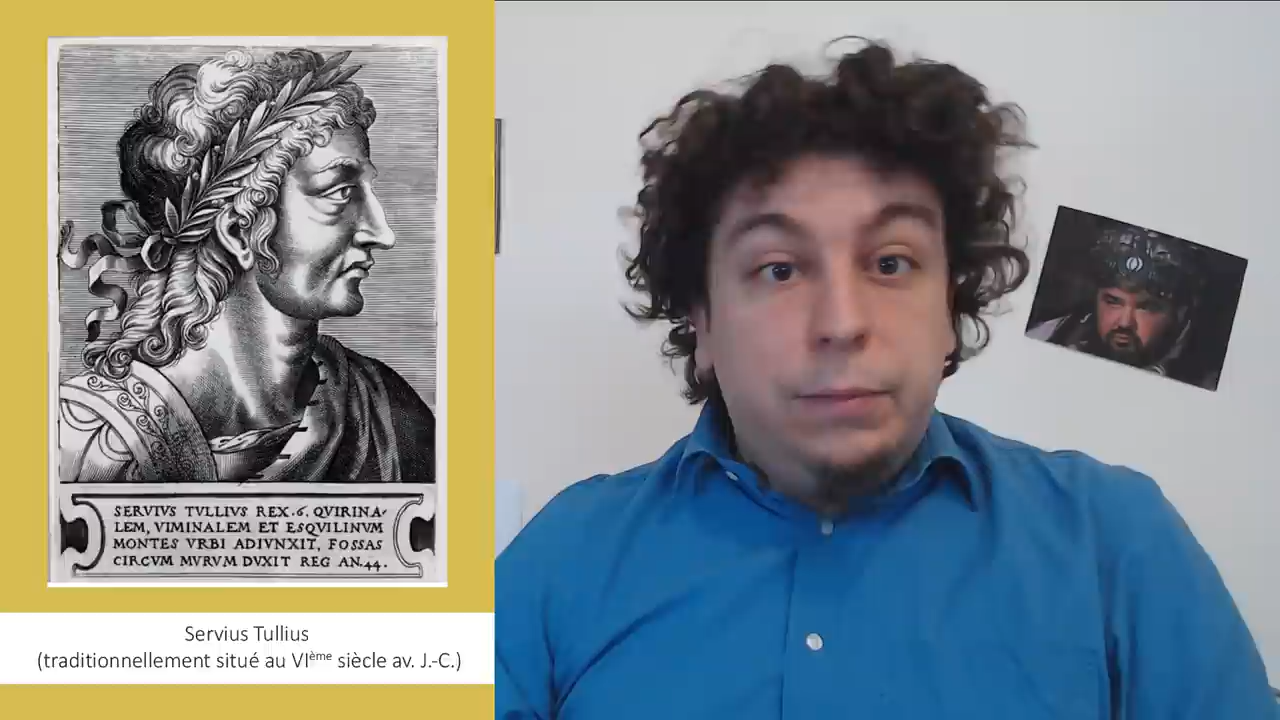 SERVIVS TVLLIVS REX.6. QVIRINA-
LEM, VIMINALEM ET ESQVILINVM
MONTES VRBI ADIVNXIT, FOSSAS
CIRCVM MVRVM DVXIT REG AN.44.
Servius Tullius
(traditionnellement situé au VIème siècle av. J.-C.)